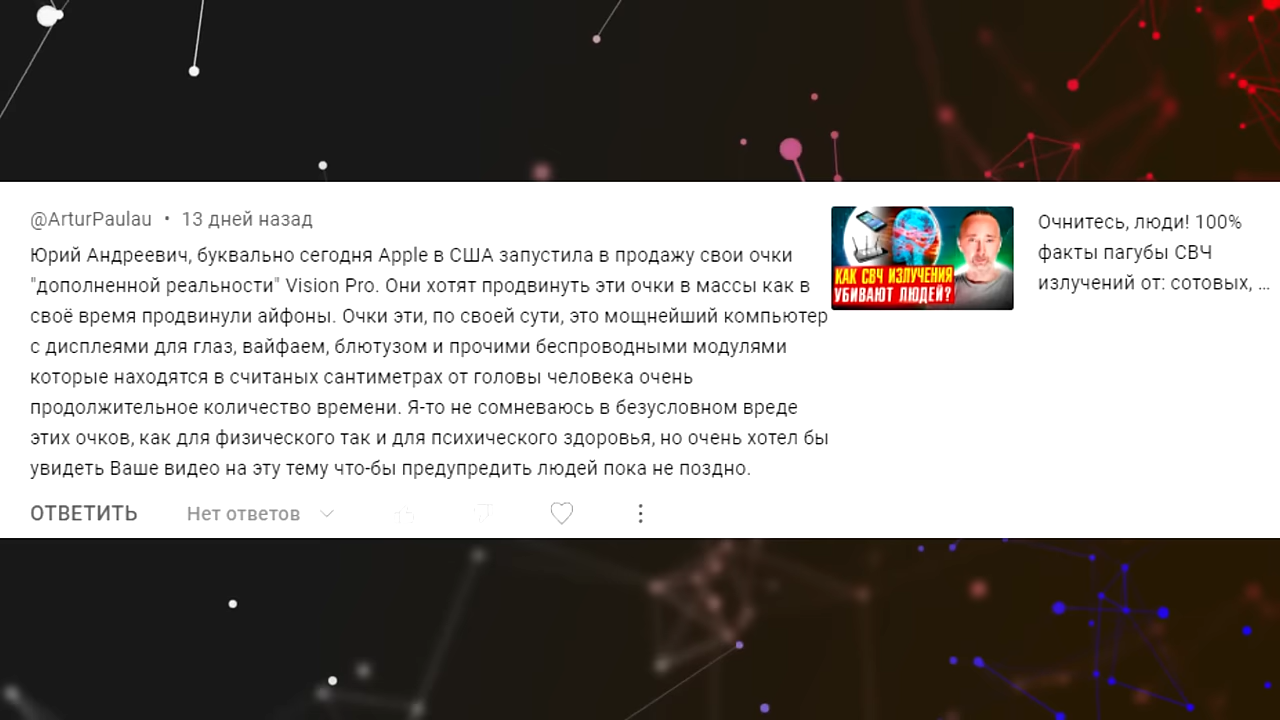 @ArturPaulau • 13 дней назад
Юрий Андреевич, буквально сегодня Apple в США запустила в продажу свои очки
"дополненной реальности" Vision Pro. Они хотят продвинуть эти очки в массы как в
своё время продвинули айфоны. Очки эти, по своей сути, это мощнейший компьютер
с дисплеями для глаз, вайфаем, блютузом и прочими беспроводными модулями
которые находятся в считаных сантиметрах от головы человека очень
продолжительное количество времени. Я-то не сомневаюсь в безусловном вреде
этих очков, как для физического так и для психического здоровья, но очень хотел бы
увидеть Ваше видео на эту тему что-бы предупредить людей пока не поздно.
ОТВЕТИТЬ Нет ответов
КАК СВЧ ИЗЛУЧЕНИЯ
УБИВАЮТ ЛЮДЕЙ?
Очнитесь, люди! 100%
факты пагубы СВЧ
излучений от: сотовых, ...